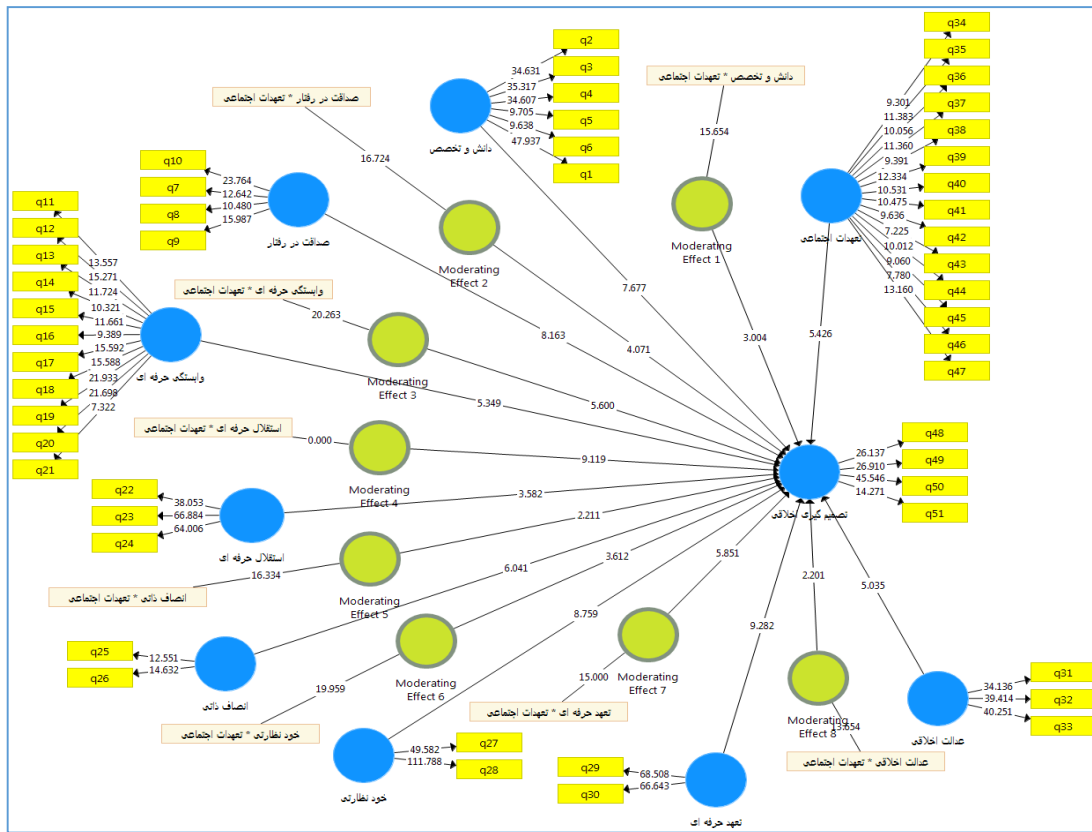 q34
q35
q36
q37
q38
q39
q40
q41
q42
q43
q44
q45
q46
q47
9.301
11.383
10.056
11.360
9.391
12.334
10.531
10.475
9.636
7.225
10.012
9.060
7.780
13.160
تعهدات اجتماعی
5.426
q2
q3
q4
q5
q6
q1
34.631
35.317
34.607
9.705
9.638
47.937
دانش و تخصص
7.677
دانش و تخصص * تعهدات اجتماعی
15.654
Moderating
Effect 1
3.004
صداقت در رفتار * تعهدات اجتماعی
16.724
Moderating
Effect 2
4.071
q10
q7
q8
q9
23.764
12.642
10.480
15.987
صداقت در رفتار
8.163
q11
q12
q13
q14
q15
q16
q17
q18
q19
q20
q21
13.557
15.271
11.724
10.321
11.661
9.389
15.592
15.588
21.933
21.698
7.322
وابستگی حرفه ای
5.349
وابستگی حرفه ای * تعهدات اجتماعی
20.263
Moderating
Effect 3
5.600
استقلال حرفه ای * تعهدات اجتماعی
0.000
Moderating
Effect 4
9.119
q22
q23
q24
38.053
66.884
64.006
استقلال حرفه ای
3.582
q48
q49
q50
q51
26.137
26.910
45.546
14.271
تصمیم گیری اخلاقی
انصاف ذاتی * تعهدات اجتماعی
16.334
Moderating
Effect 5
2.211
q25
q26
12.551
14.632
انصاف ذاتی
6.041
خود نظارتی * تعهدات اجتماعی
19.959
Moderating
Effect 6
3.612
q27
q28
49.582
111.788
خود نظارتی
8.759
تعهد حرفه ای * تعهدات اجتماعی
15.000
Moderating
Effect 7
5.851
q29
q30
68.508
66.643
تعهد حرفه ای
9.282
عدالت اخلاقی * تعهدات اجتماعی
13.654
Moderating
Effect 8
2.201
q31
q32
q33
34.136
39.414
40.251
عدالت اخلاقی
5.035